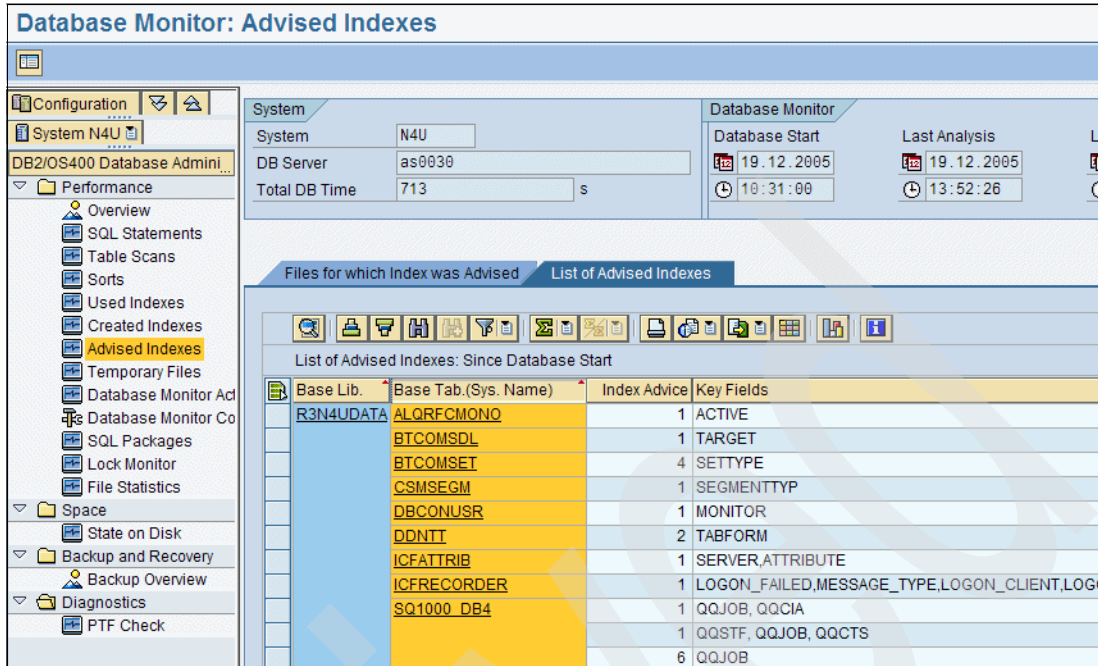 Database Monitor: Advised Indexes
Configuration
System N4U
DB2/OS400 Database Admini
Performance
Overview
SQL Statements
Table Scans
Sorts
Used Indexes
Created Indexes
Advised Indexes
Temporary Files
Database Monitor Act
Database Monitor Co
SQL Packages
Lock Monitor
File Statistics
Space
State on Disk
Backup and Recovery
Backup Overview
Diagnostics
PTF Check
System
System N4U
DB Server as0030
Total DB Time 713 s
Database Monitor
Database Start Last Analysis L
19.12.2005 19.12.2005
10:31:00 13:52:26
Files for which Index was Advised List of Advised Indexes
List of Advised Indexes: Since Database Start
Base Lib. Base Tab.(Sys. Name) Index Advice Key Fields
R3N4UDATA ALQRFCMONO 1 ACTIVE
BTCOMSDL 1 TARGET
BTCOMSET 4 SETTYPE
CSMSEGM 1 SEGMENTTYP
DBCONUSR 1 MONITOR
DDNTT 2 TABFORM
ICFATTRIB 1 SERVER,ATTRIBUTE
ICFRECORDER 1 LOGON_FAILED,MESSAGE_TYPE,LOGON_CLIENT,LOGO
SQ1000_DB4 1 QQJOB, QQCIA
1 QQSTF, QQJOB, QQCTS
6 QQJOB